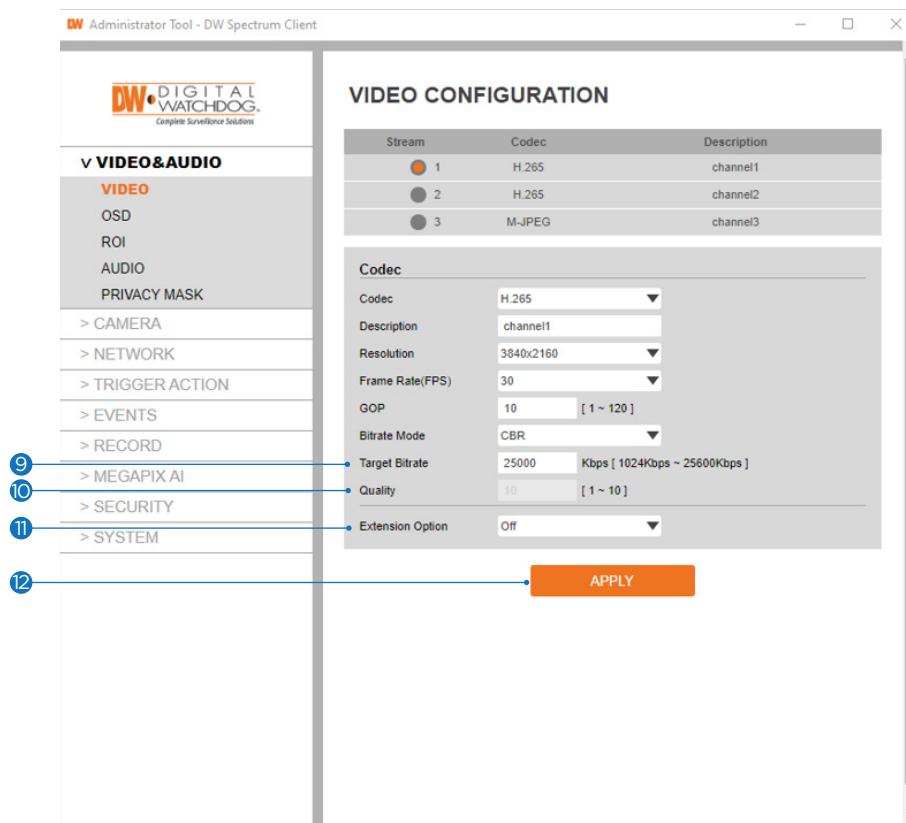 DW Administrator Tool - DW Spectrum Client
DW DIGITAL
WATCHDOG.
Complete Surveillance Solutions
v VIDEO&AUDIO
VIDEO
OSD
ROI
AUDIO
PRIVACY MASK
> CAMERA
> NETWORK
> TRIGGER ACTION
> EVENTS
> RECORD
> MEGAPIX AI
> SECURITY
> SYSTEM
VIDEO CONFIGURATION
Stream Codec Description
1 H.265 channel1
2 H.265 channel2
3 M-JPEG channel3
Codec
Codec H.265
Description channel1
Resolution 3840x2160
Frame Rate(FPS) 30
GOP 10 [ 1 ~ 120 ]
Bitrate Mode CBR
9 Target Bitrate 25000 Kbps [ 1024Kbps ~ 25600Kbps ]
10 Quality 10 [ 1 ~ 10 ]
11 Extension Option Off
12 APPLY